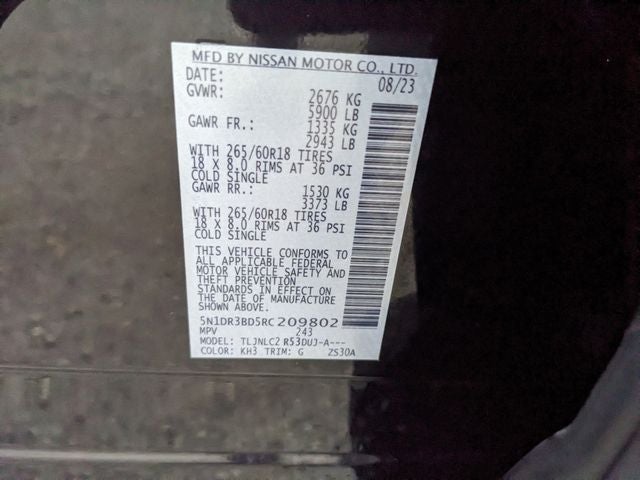 MFD BY NISSAN MOTOR CO., LTD.
DATE: 08/23
GVWR: 2676 KG
5900 LB
GAWR FR.: 1335 KG
2943 LB
WITH 265/60R18 TIRES
18 X 8.0 RIMS AT 36 PSI
COLD SINGLE
GAWR RR.: 1530 KG
3373 LB
WITH 265/60R18 TIRES
18 X 8.0 RIMS AT 36 PSI
COLD SINGLE
THIS VEHICLE CONFORMS TO
ALL APPLICABLE FEDERAL
MOTOR VEHICLE SAFETY AND
THEFT PREVENTION
STANDARDS IN EFFECT ON
THE DATE OF MANUFACTURE
SHOWN ABOVE.
5N1DR3BD5RC209802
MPV 243
MODEL: TLJNLC2 R53DUJ-A---
COLOR: KH3 TRIM: G ZS30A